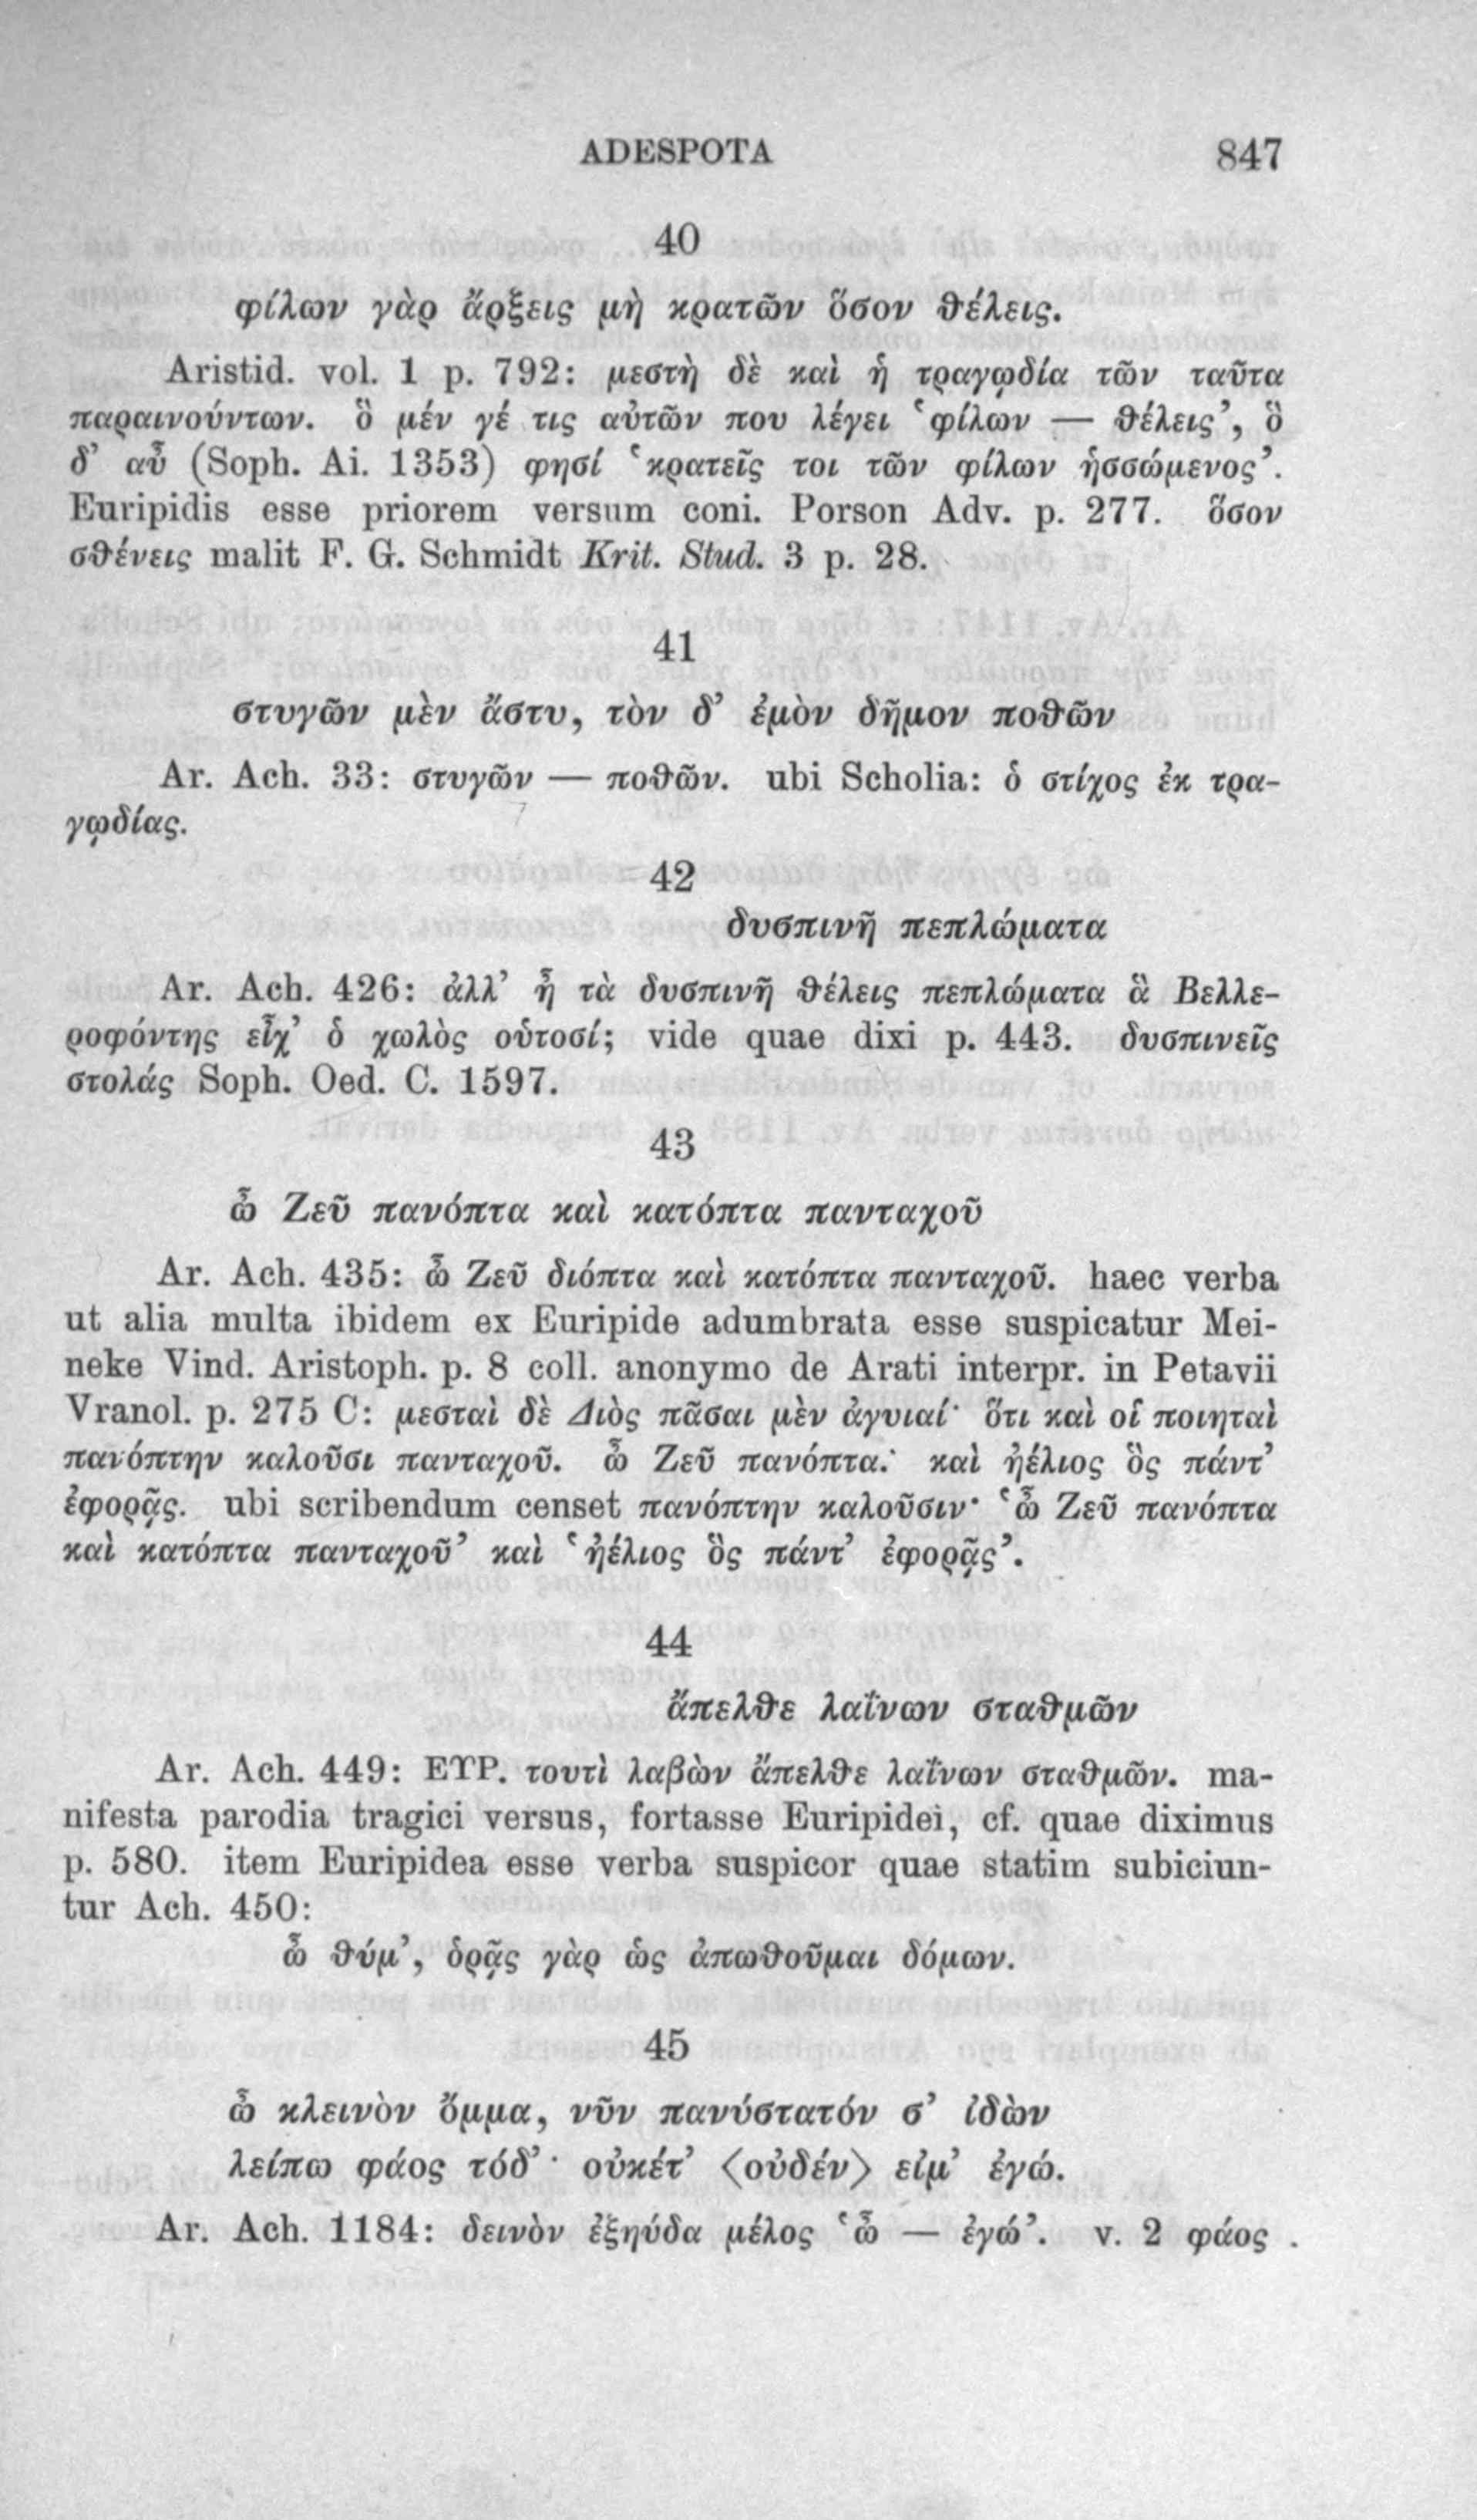 ADESPOTA 847
40
φίλων γὰρ ἄρξεις μὴ κρατῶν ὅσον θέλεις.
Aristid. vol. 1 p. 792: μεστὴ δὲ καὶ ἡ τραγῳδία τῶν ταῦτα
παραινούντων. ὃ μέν γέ τις αὐτῶν που λέγει ‘φίλων — θέλεις’, ὃ
δ’ αὖ (Soph. Ai. 1353) φησί ‘κρατεῖς τοι τῶν φίλων ἡσσώμενος’.
Euripidis esse priorem versum coni. Porson Adv. p. 277. ὅσον
σθένεις malit F. G. Schmidt Krit. Stud. 3 p. 28.
41
στυγῶν μὲν ἄστυ, τὸν δ’ ἐμὸν δῆμον ποθῶν
Ar. Ach. 33: στυγῶν — ποθῶν. ubi Scholia: ὁ στίχος ἐκ τρα-
γῳδίας.
42
δυσπινῆ πεπλώματα
Ar. Ach. 426: ἀλλ’ ἦ τὰ δυσπινῆ θέλεις πεπλώματα ἃ Βελλε-
ροφόντης εἶχ’ ὁ χωλὸς οὑτοσί; vide quae dixi p. 443. δυσπινεῖς
στολάς Soph. Oed. C. 1597.
43
ὦ Ζεῦ πανόπτα καὶ κατόπτα πανταχοῦ
Ar. Ach. 435: ὦ Ζεῦ διόπτα καὶ κατόπτα πανταχοῦ. haec verba
ut alia multa ibidem ex Euripide adumbrata esse suspicatur Mei-
neke Vind. Aristoph. p. 8 coll. anonymo de Arati interpr. in Petavii
Vranol. p. 275 C: μεσταὶ δὲ Διὸς πᾶσαι μὲν ἀγυιαί· ὅτι καὶ οἱ ποιηταὶ
πανόπτην καλοῦσι πανταχοῦ. ὦ Ζεῦ πανόπτα.· καὶ ἠέλιος ὃς πάντ’
ἐφορᾷς. ubi scribendum censet πανόπτην καλοῦσιν· ‘ὦ Ζεῦ πανόπτα
καὶ κατόπτα πανταχοῦ’ καὶ ‘ἠέλιος ὃς πάντ’ ἐφορᾷς’.
44
ἄπελθε λαΐνων σταθμῶν
Ar. Ach. 449: ΕΥΡ. τουτὶ λαβὼν ἄπελθε λαΐνων σταθμῶν. ma-
nifesta parodia tragici versus, fortasse Euripidei, cf. quae diximus
p. 580. item Euripidea esse verba suspicor quae statim subiciun-
tur Ach. 450:
ὦ θύμ’, ὁρᾷς γὰρ ὡς ἀπωθοῦμαι δόμων.
45
ὦ κλεινὸν ὄμμα, νῦν πανύστατόν σ’ ἰδὼν
λείπω φάος τόδ’· οὐκέτ’ ⟨οὐδέν⟩ εἰμ’ ἐγώ.
Ar. Ach. 1184: δεινὸν ἐξηύδα μέλος ‘ὦ — ἐγώ’. v. 2 φάος .